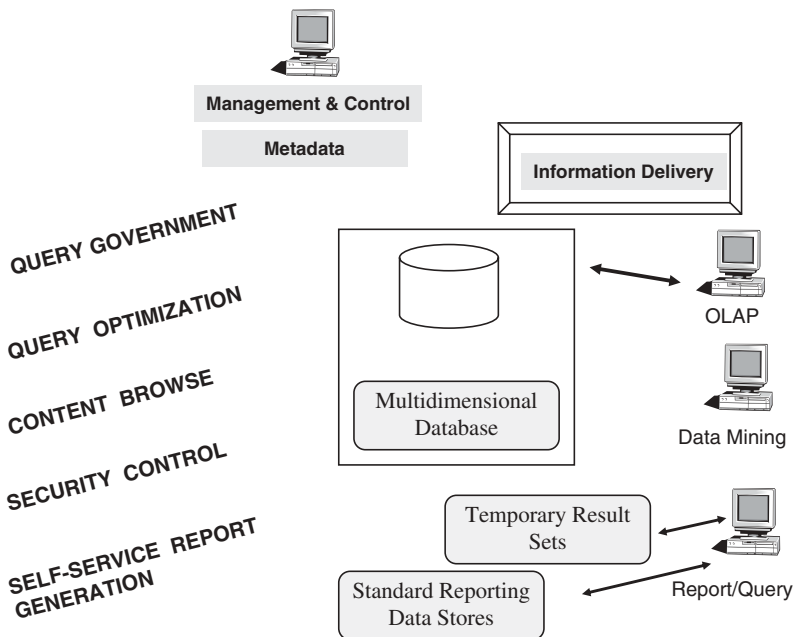 Management & Control
Metadata
Information Delivery
QUERY GOVERNMENT
QUERY OPTIMIZATION
CONTENT BROWSE
SECURITY CONTROL
SELF-SERVICE REPORT
GENERATION
Multidimensional
Database
OLAP
Data Mining
Temporary Result
Sets
Standard Reporting
Data Stores
Report/Query